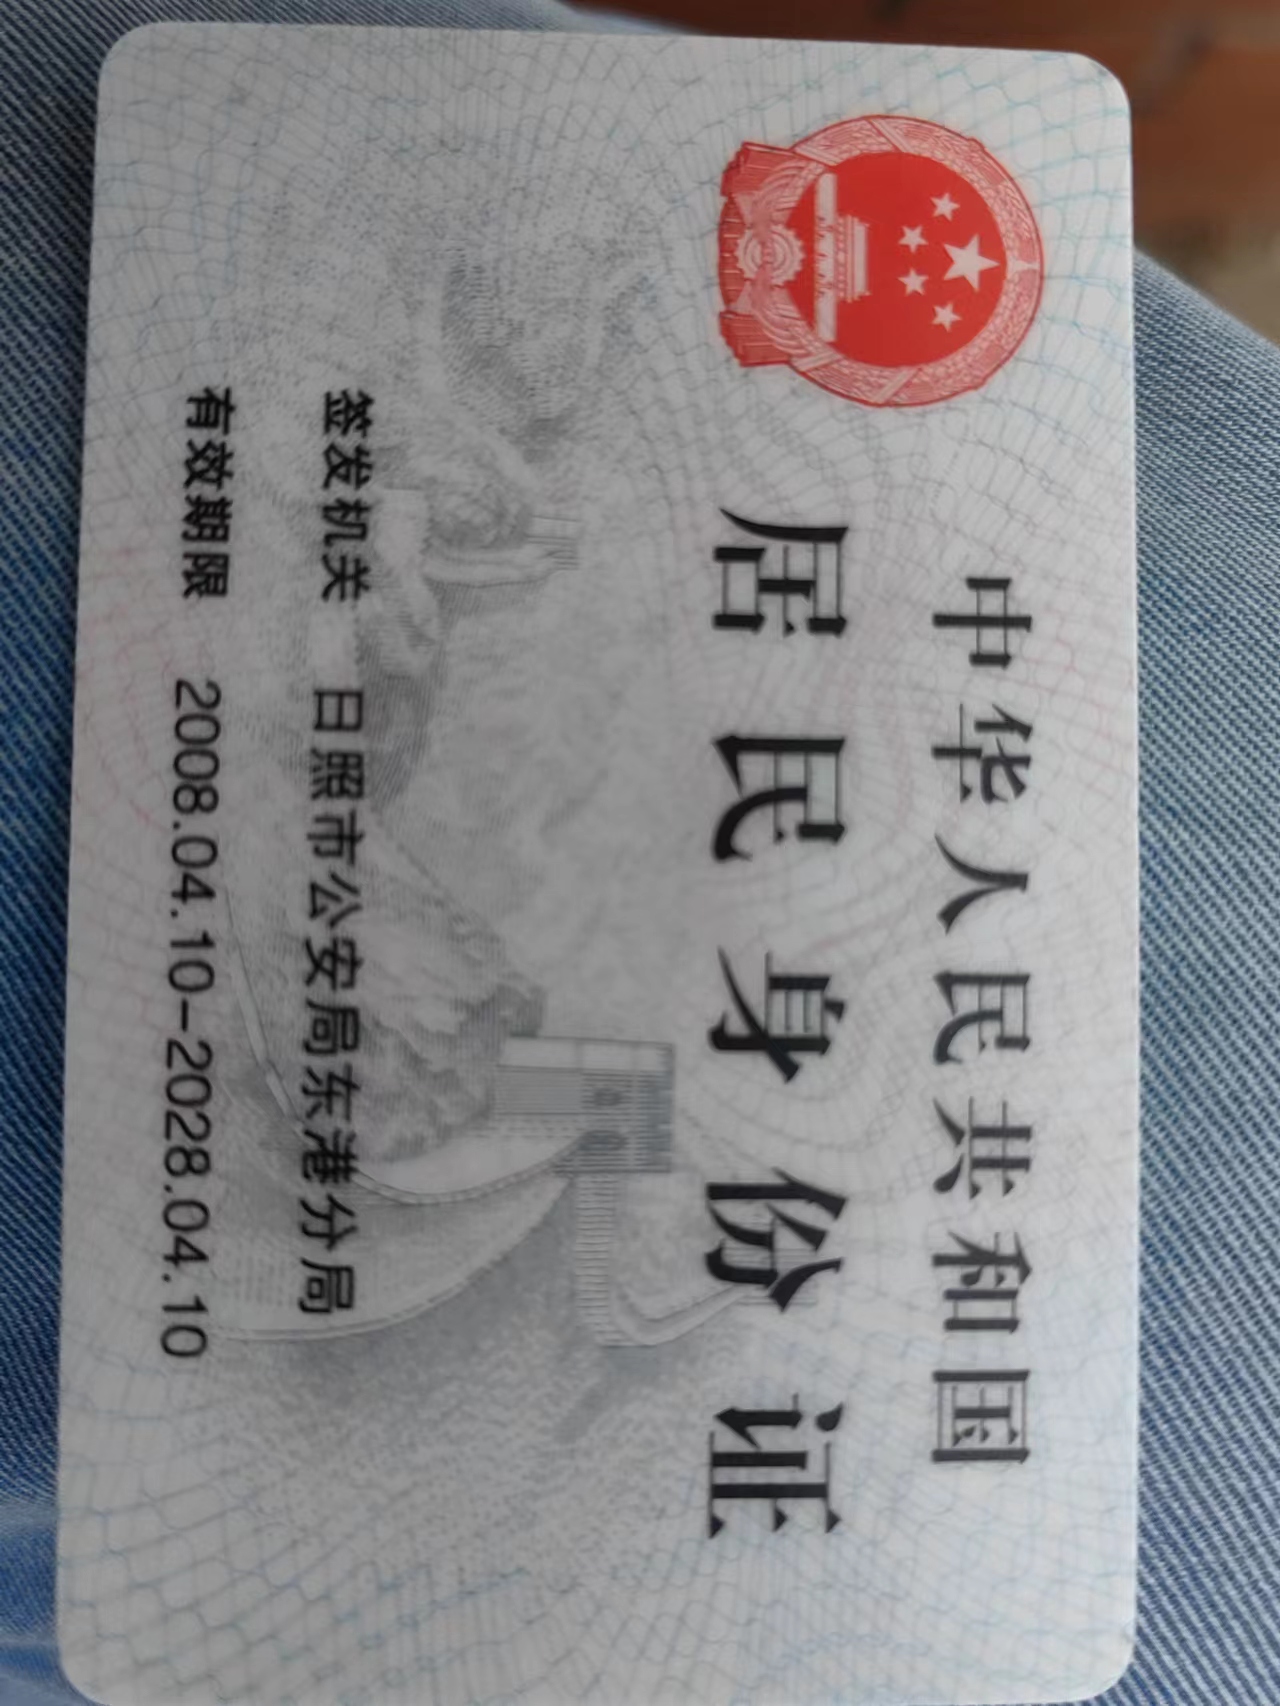 中华人民共和国
居民身份证
签发机关 日照市公安局东港分局
有效期限 2008.04.10-2028.04.10